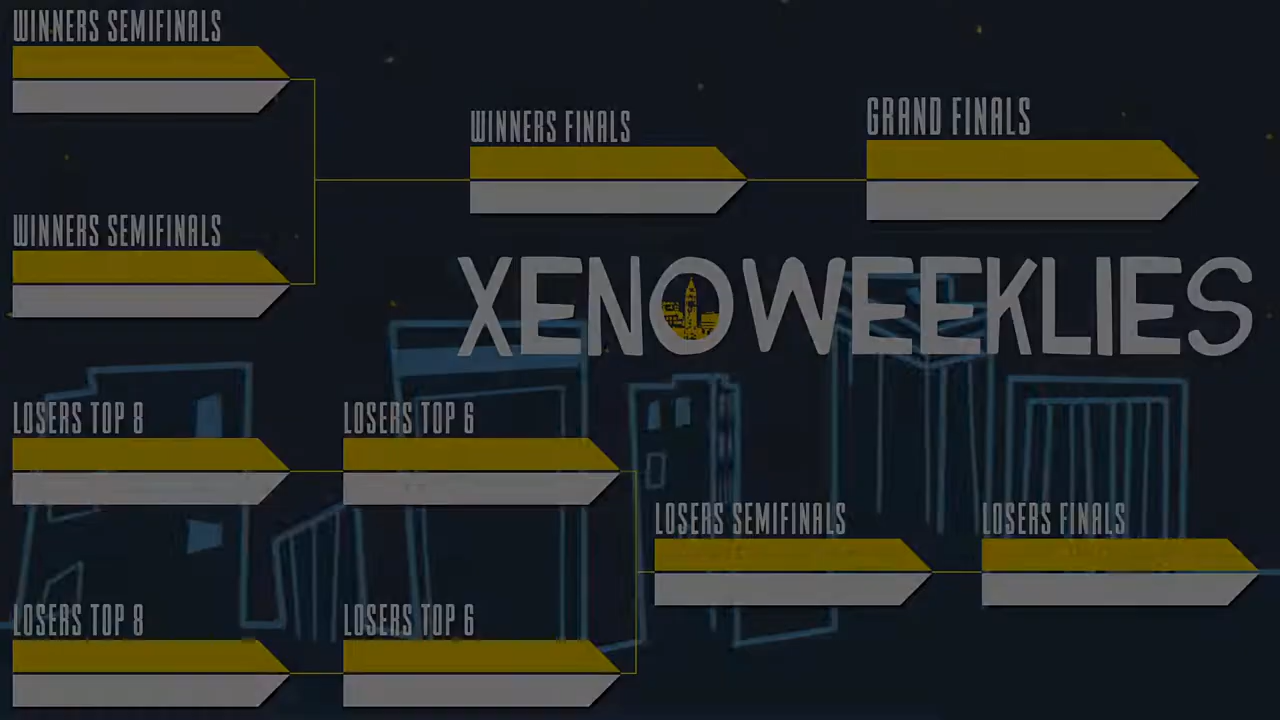 WINNERS SEMIFINALS
WINNERS FINALS
GRAND FINALS
WINNERS SEMIFINALS
XENOWEEKLIES
LOSERS TOP 8
LOSERS TOP 6
LOSERS SEMIFINALS
LOSERS FINALS
LOSERS TOP 8
LOSERS TOP 6